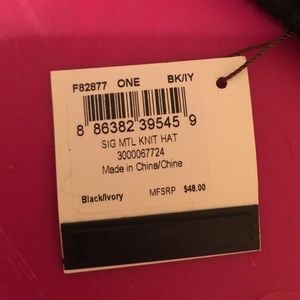 F82877 ONE BK/IY
8 86382 39545 9
SIG MTL KNIT HAT
3000067724
Made in China/Chine
Black/Ivory MFSRP $48.00